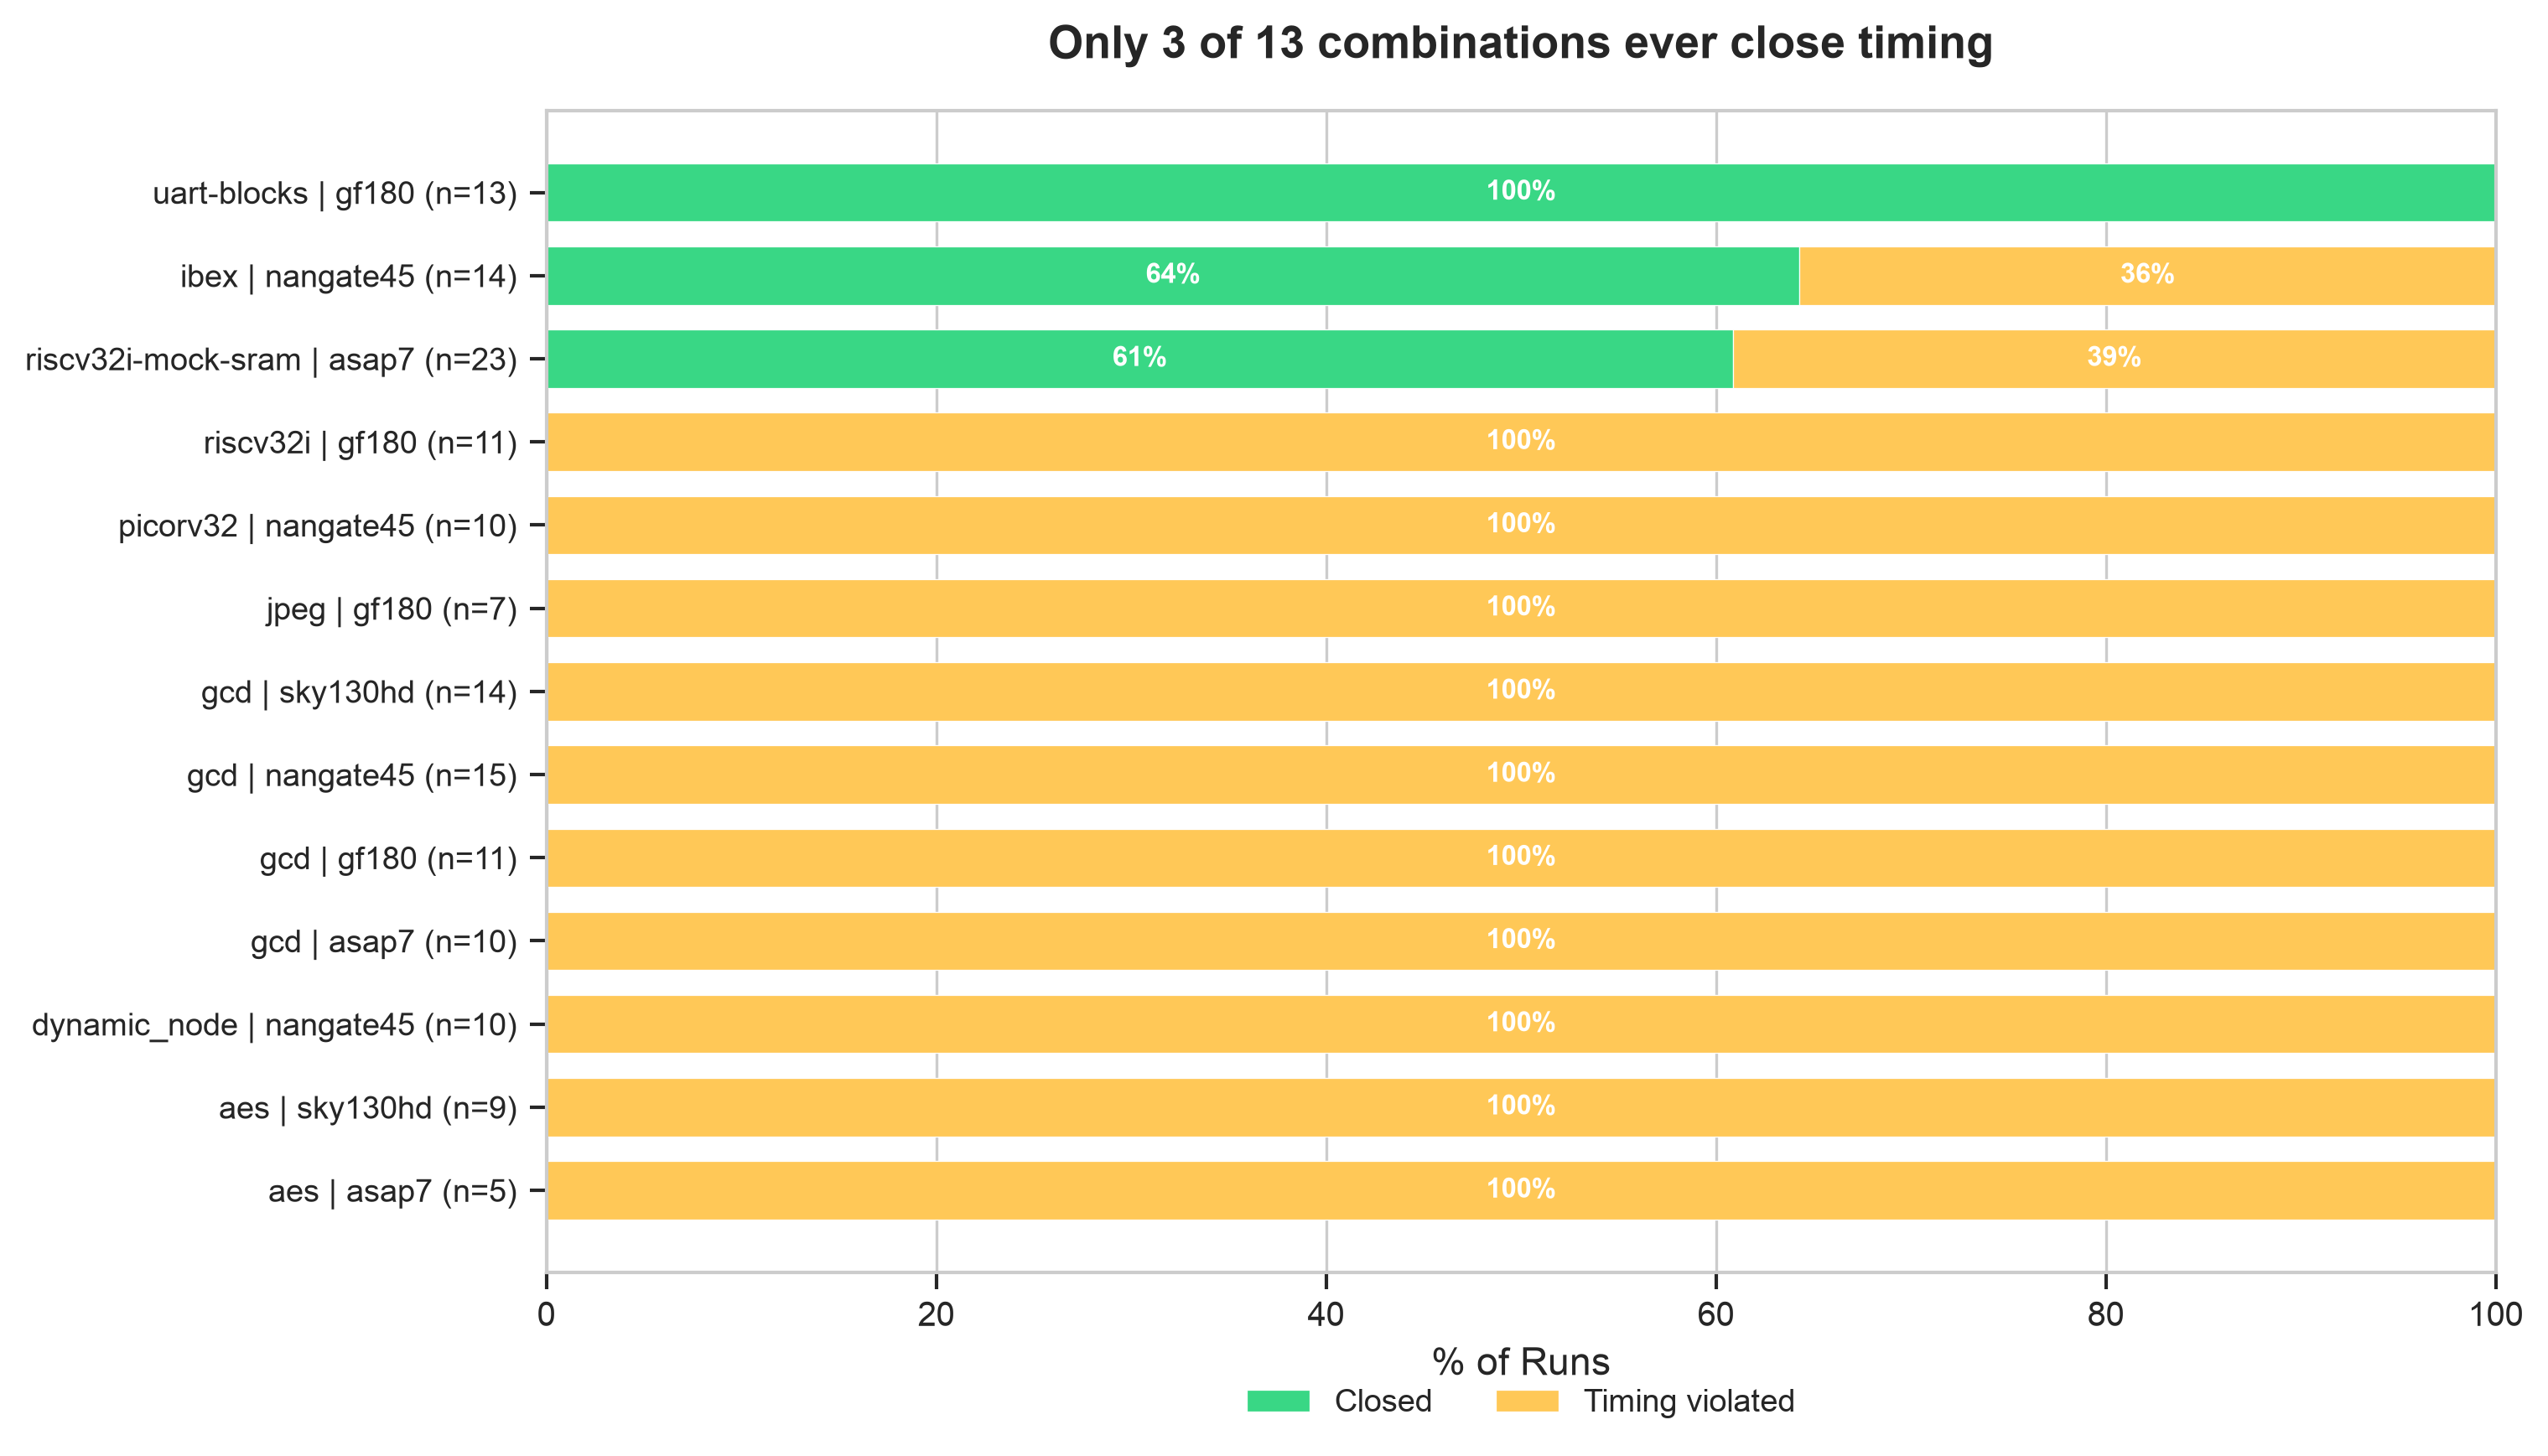 Only 3 of 13 combinations ever close timing
uart-blocks | gf180 (n=13)
100%
ibex | nangate45 (n=14)
64%
36%
riscv32i-mock-sram | asap7 (n=23)
61%
39%
riscv32i | gf180 (n=11)
100%
picorv32 | nangate45 (n=10)
100%
jpeg | gf180 (n=7)
100%
gcd | sky130hd (n=14)
100%
gcd | nangate45 (n=15)
100%
gcd | gf180 (n=11)
100%
gcd | asap7 (n=10)
100%
dynamic_node | nangate45 (n=10)
100%
aes | sky130hd (n=9)
100%
aes | asap7 (n=5)
100%
0 20 40 60 80 100
% of Runs
Closed Timing violated